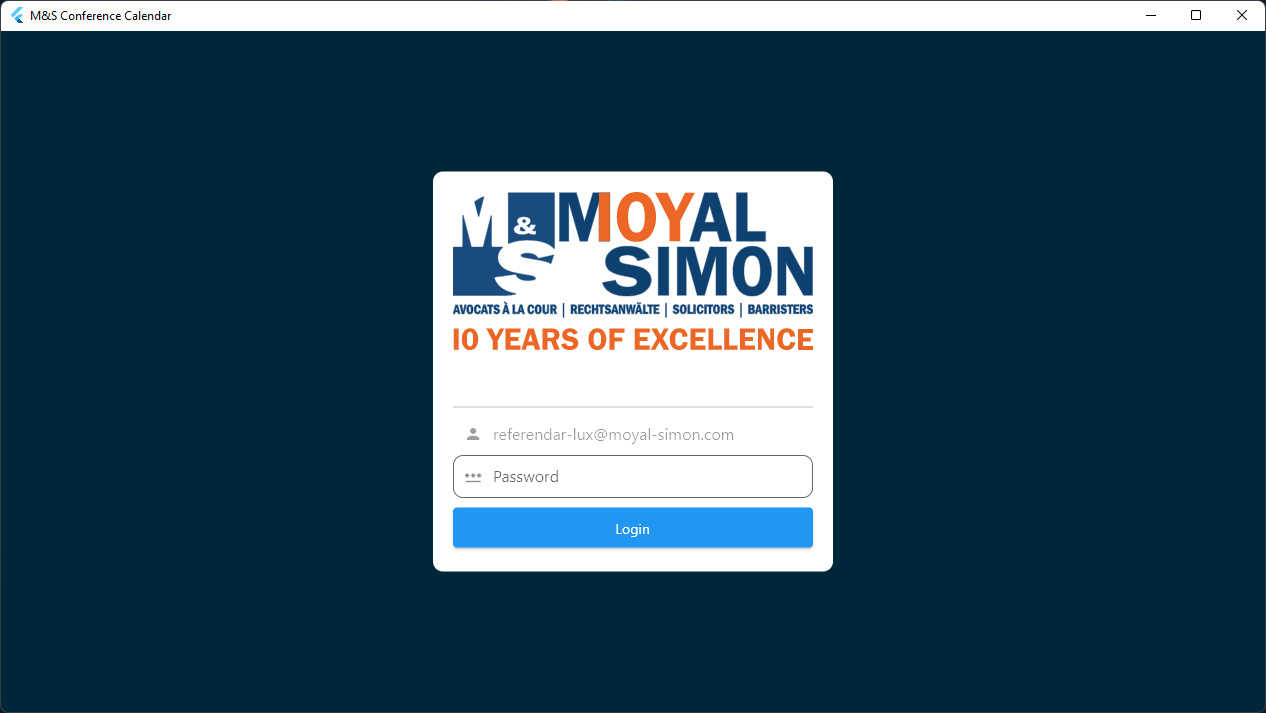 M&S Conference Calendar
M&S MOYAL
SIMON
AVOCATS À LA COUR | RECHTSANWÄLTE | SOLICITORS | BARRISTERS
10 YEARS OF EXCELLENCE
referendar-lux@moyal-simon.com
*** Password
Login